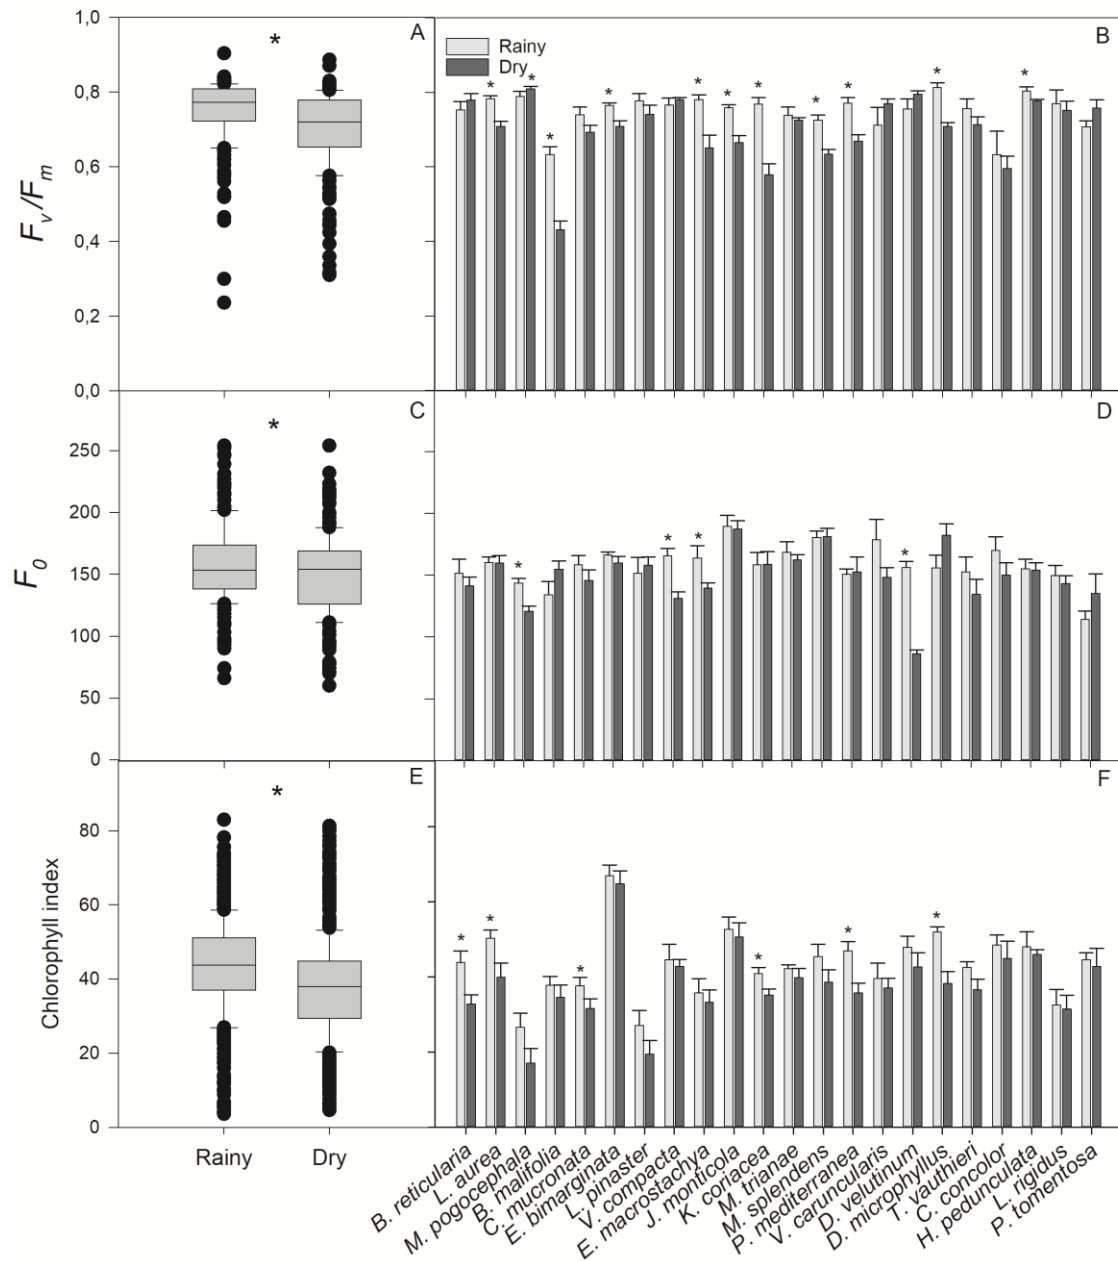 1,0
0,8
0,6
0,4
0,2
0,0
Fv/Fm
A
*
B
Rainy
Dry
* * * * * * * * * * * *
250
200
150
100
50
0
F0
C
*
D
* * * *
80
60
40
20
0
Chlorophyll index
E
*
F
* * * * * *
Rainy Dry
B. reticularia
L. aurea
M. pogocephala
B. malifolia
C. mucronata
E. bimarginata
L. pinaster
V. compacta
E. macrostachya
J. monticola
K. coriacea
M. trianae
M. splendens
P. mediterranea
V. caruncularis
D. velutinum
D. microphyllus
T. vauthieri
C. concolor
H. pedunculata
L. rigidus
P. tomentosa